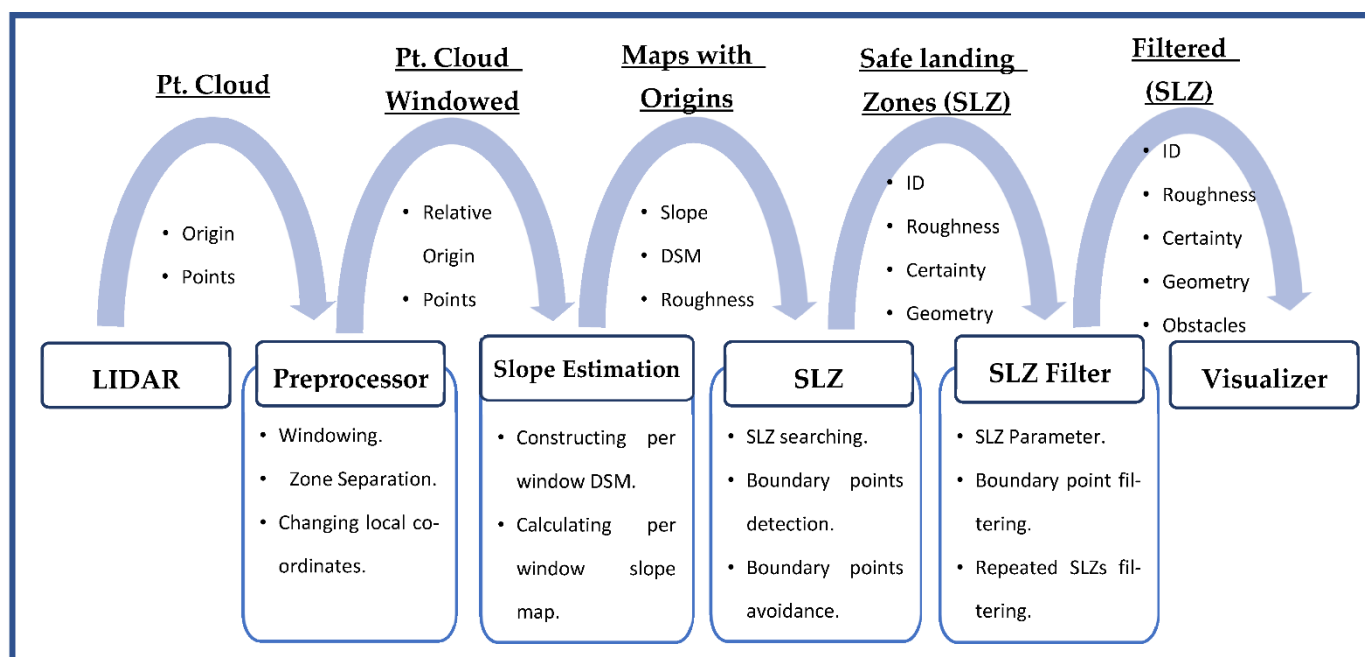 Pt. Cloud
Pt. Cloud
Windowed
Maps with
Origins
Safe landing
Zones (SLZ)
Filtered
(SLZ)
• Origin
• Points
• Relative
Origin
• Points
• Slope
• DSM
• Roughness
• ID
• Roughness
• Certainty
• Geometry
• ID
• Roughness
• Certainty
• Geometry
• Obstacles
LIDAR
Preprocessor
• Windowing.
• Zone Separation.
• Changing local co-
ordinates.
Slope Estimation
• Constructing per
window DSM.
• Calculating per
window slope
map.
SLZ
• SLZ searching.
• Boundary points
detection.
• Boundary points
avoidance.
SLZ Filter
• SLZ Parameter.
• Boundary point fil-
tering.
• Repeated SLZs fil-
tering.
Visualizer